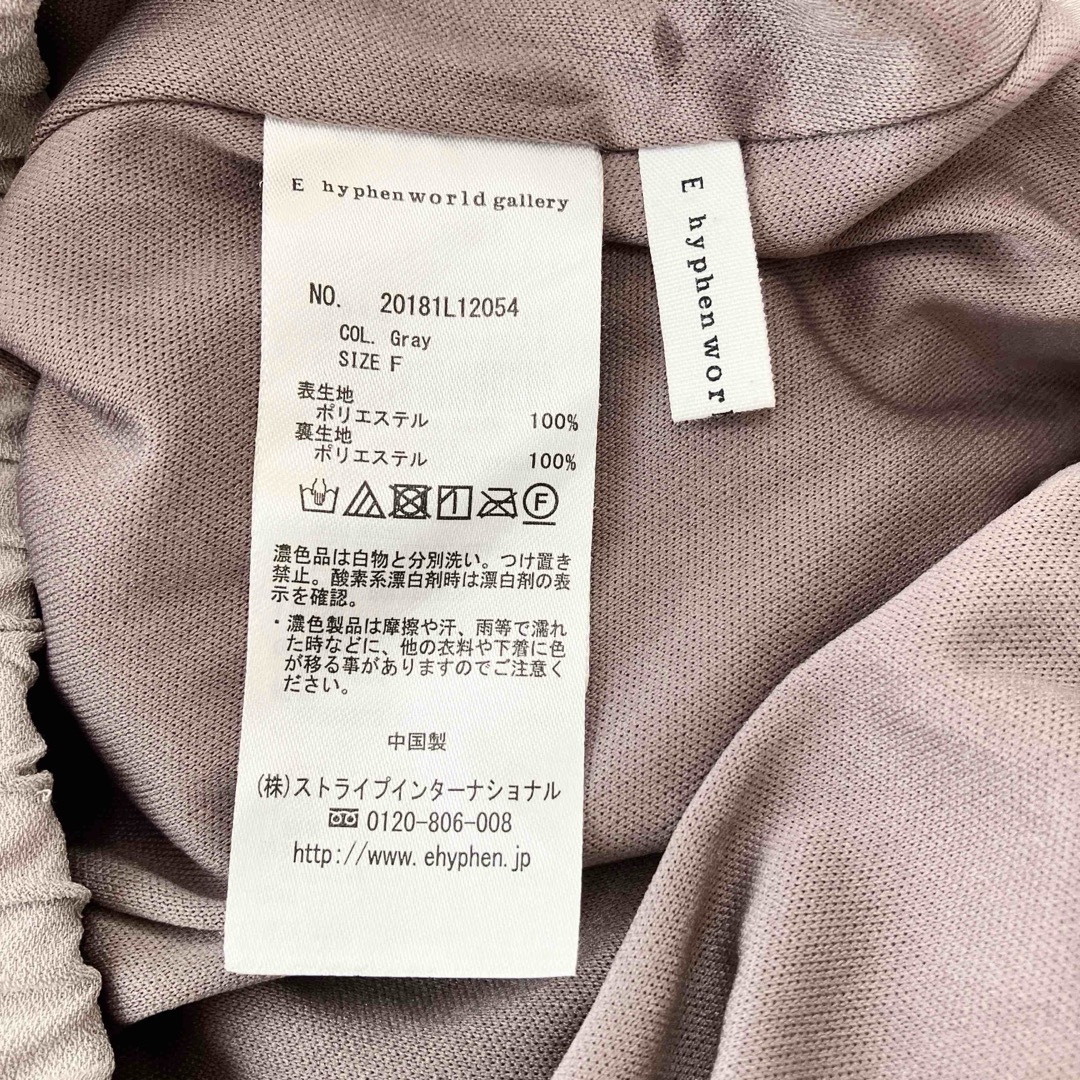 E hyphen world gallery
NO. 20181L12054
COL. Gray
SIZE F
表生地
ポリエステル 100%
裏生地
ポリエステル 100%
F
濃色品は白物と分別洗い。つけ置き
禁止。酸素系漂白剤時は漂白剤の表
示を確認。
・濃色製品は摩擦や汗、雨等で濡れ
た時などに、他の衣料や下着に色
が移る事がありますのでご注意く
ださい。
中国製
(株)ストライプインターナショナル
0120-806-008
http://www.ehyphen.jp
E hyphen wor